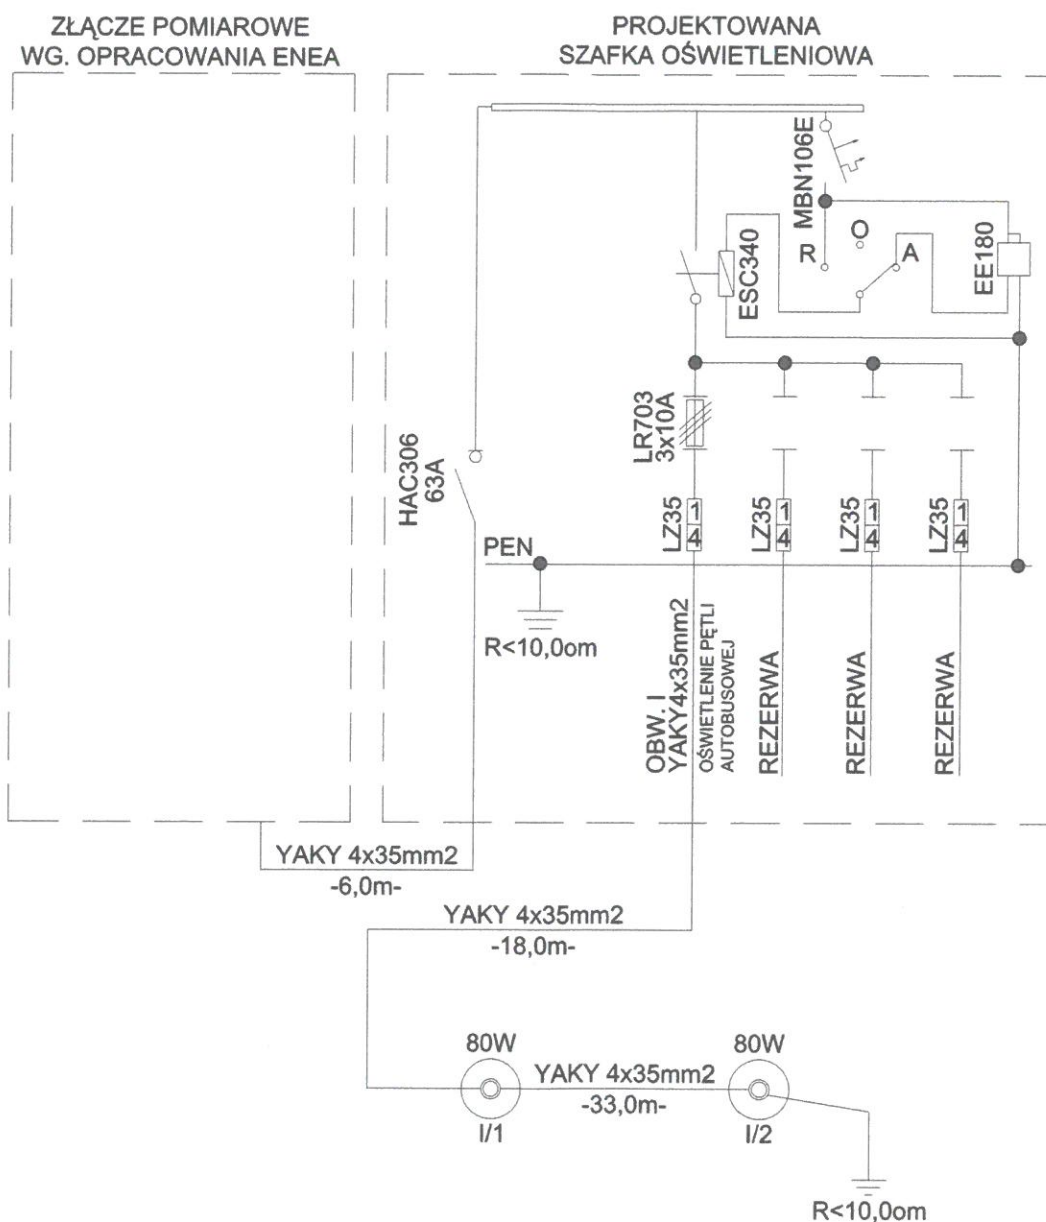 ZŁĄCZE POMIAROWE
WG. OPRACOWANIA ENEA
PROJEKTOWANA
SZAFKA OŚWIETLENIOWA
MBN106E
R
O
A
ESC340
EE180
HAC306
63A
LR703
3x10A
LZ35
1
4
LZ35
1
4
LZ35
1
4
LZ35
1
4
PEN
R<10,0om
OBW. I
YAKY4x35mm2
OŚWIETLENIE PĘTLI
AUTOBUSOWEJ
REZERWA
REZERWA
REZERWA
YAKY 4x35mm2
-6,0m-
YAKY 4x35mm2
-18,0m-
80W
I/1
YAKY 4x35mm2
-33,0m-
80W
I/2
R<10,0om